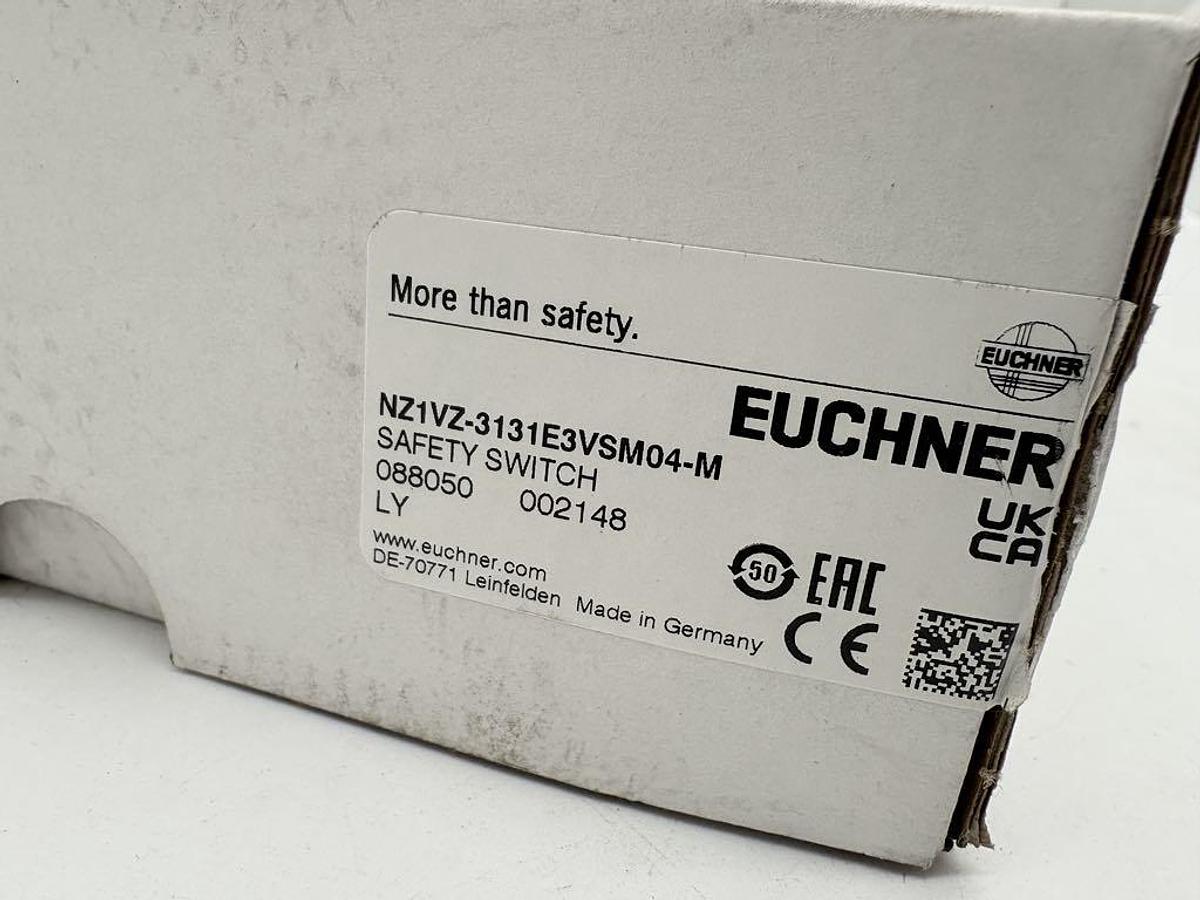 More than safety.
EUCHNER
EUCHNER
NZ1VZ-3131E3VSM04-M
SAFETY SWITCH
088050 002148
LY
UK
CA
www.euchner.com
DE-70771 Leinfelden Made in Germany
50
EAC
CE